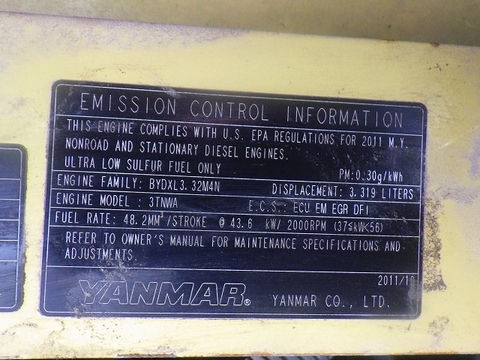 EMISSION CONTROL INFORMATION
THIS ENGINE COMPLIES WITH U.S. EPA REGULATIONS FOR 2011 M.Y.
NONROAD AND STATIONARY DIESEL ENGINES.
ULTRA LOW SULFUR FUEL ONLY PM:0.30g/kWh
ENGINE FAMILY: BYDXL3.32M4N DISPLACEMENT: 3.319 LITERS
ENGINE MODEL: 3TNWA E.C.S.: ECU EM EGR DFI
FUEL RATE: 48.2MM³/STROKE @ 43.6 kW/ 2000RPM (37≤kW<56)
REFER TO OWNER'S MANUAL FOR MAINTENANCE SPECIFICATIONS AND
ADJUSTMENTS.
2011/1
YANMAR® YANMAR CO., LTD.